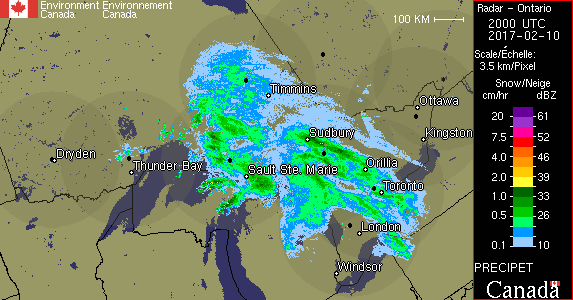 Environment Environnement
Canada Canada
100 KM
Timmins
Ottawa
Sudbury
Kingston
Dryden
Thunder-Bay
Sault Ste. Marie
Orillia
Toronto
London
Windsor
Radar - Ontario
2000 UTC
2017-02-10
Scale/Échelle:
3.5 km/Pixel
Snow/Neige
cm/hr dBZ
20 61
7.5 52
4.0 46
2.0 39
1.0 33
0.5 26
0.1 10
PRECIPET
Canada